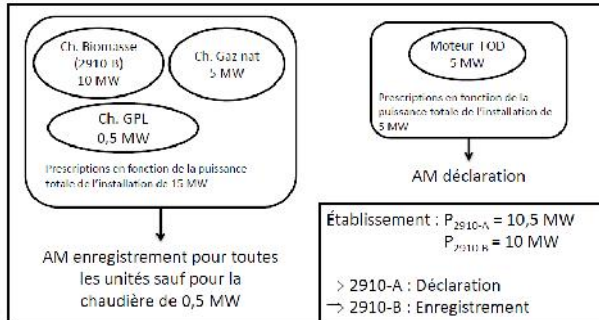 Ch. Biomasse
(2910 B)
10 MW
Ch. Gaz nat
5 MW
Ch. GPL
0,5 MW
Prescriptions en fonction de la puissance
totale de l'installation de 15 MW
AM enregistrement pour toutes
les unités sauf pour la
chaudière de 0,5 MW
Moteur TOD
5 MW
Prescriptions en fonction de la
puissance totale de l'installation de
5 MW
AM déclaration
Établissement : P2910-A = 10,5 MW
P2910 B = 10 MW
> 2910-A : Déclaration
→ 2910-B : Enregistrement